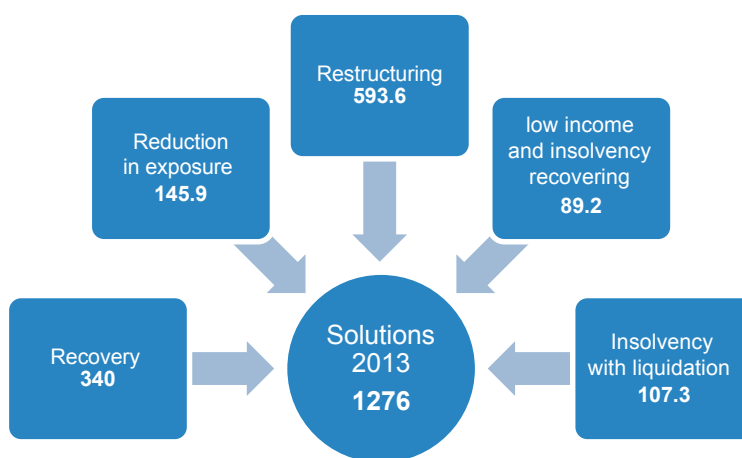 Restructuring
593.6
Reduction
in exposure
145.9
low income
and insolvency
recovering
89.2
Recovery
340
Solutions
2013
1276
Insolvency
with liquidation
107.3